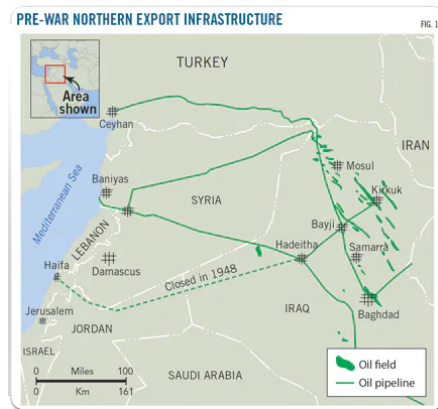 PRE-WAR NORTHERN EXPORT INFRASTRUCTURE
FIG. 1
TURKEY
Area
shown
Ceyhan
IRAN
Mosul
Mediterranean Sea
Baniyas
Kirkuk
SYRIA
LEBANON
Bayji
Hadeitha
Samarra
Haifa
Damascus
Closed in 1948
Jerusalem
IRAQ
Baghdad
JORDAN
ISRAEL
0 Miles 100
0 Km 161
SAUDI ARABIA
Oil field
Oil pipeline